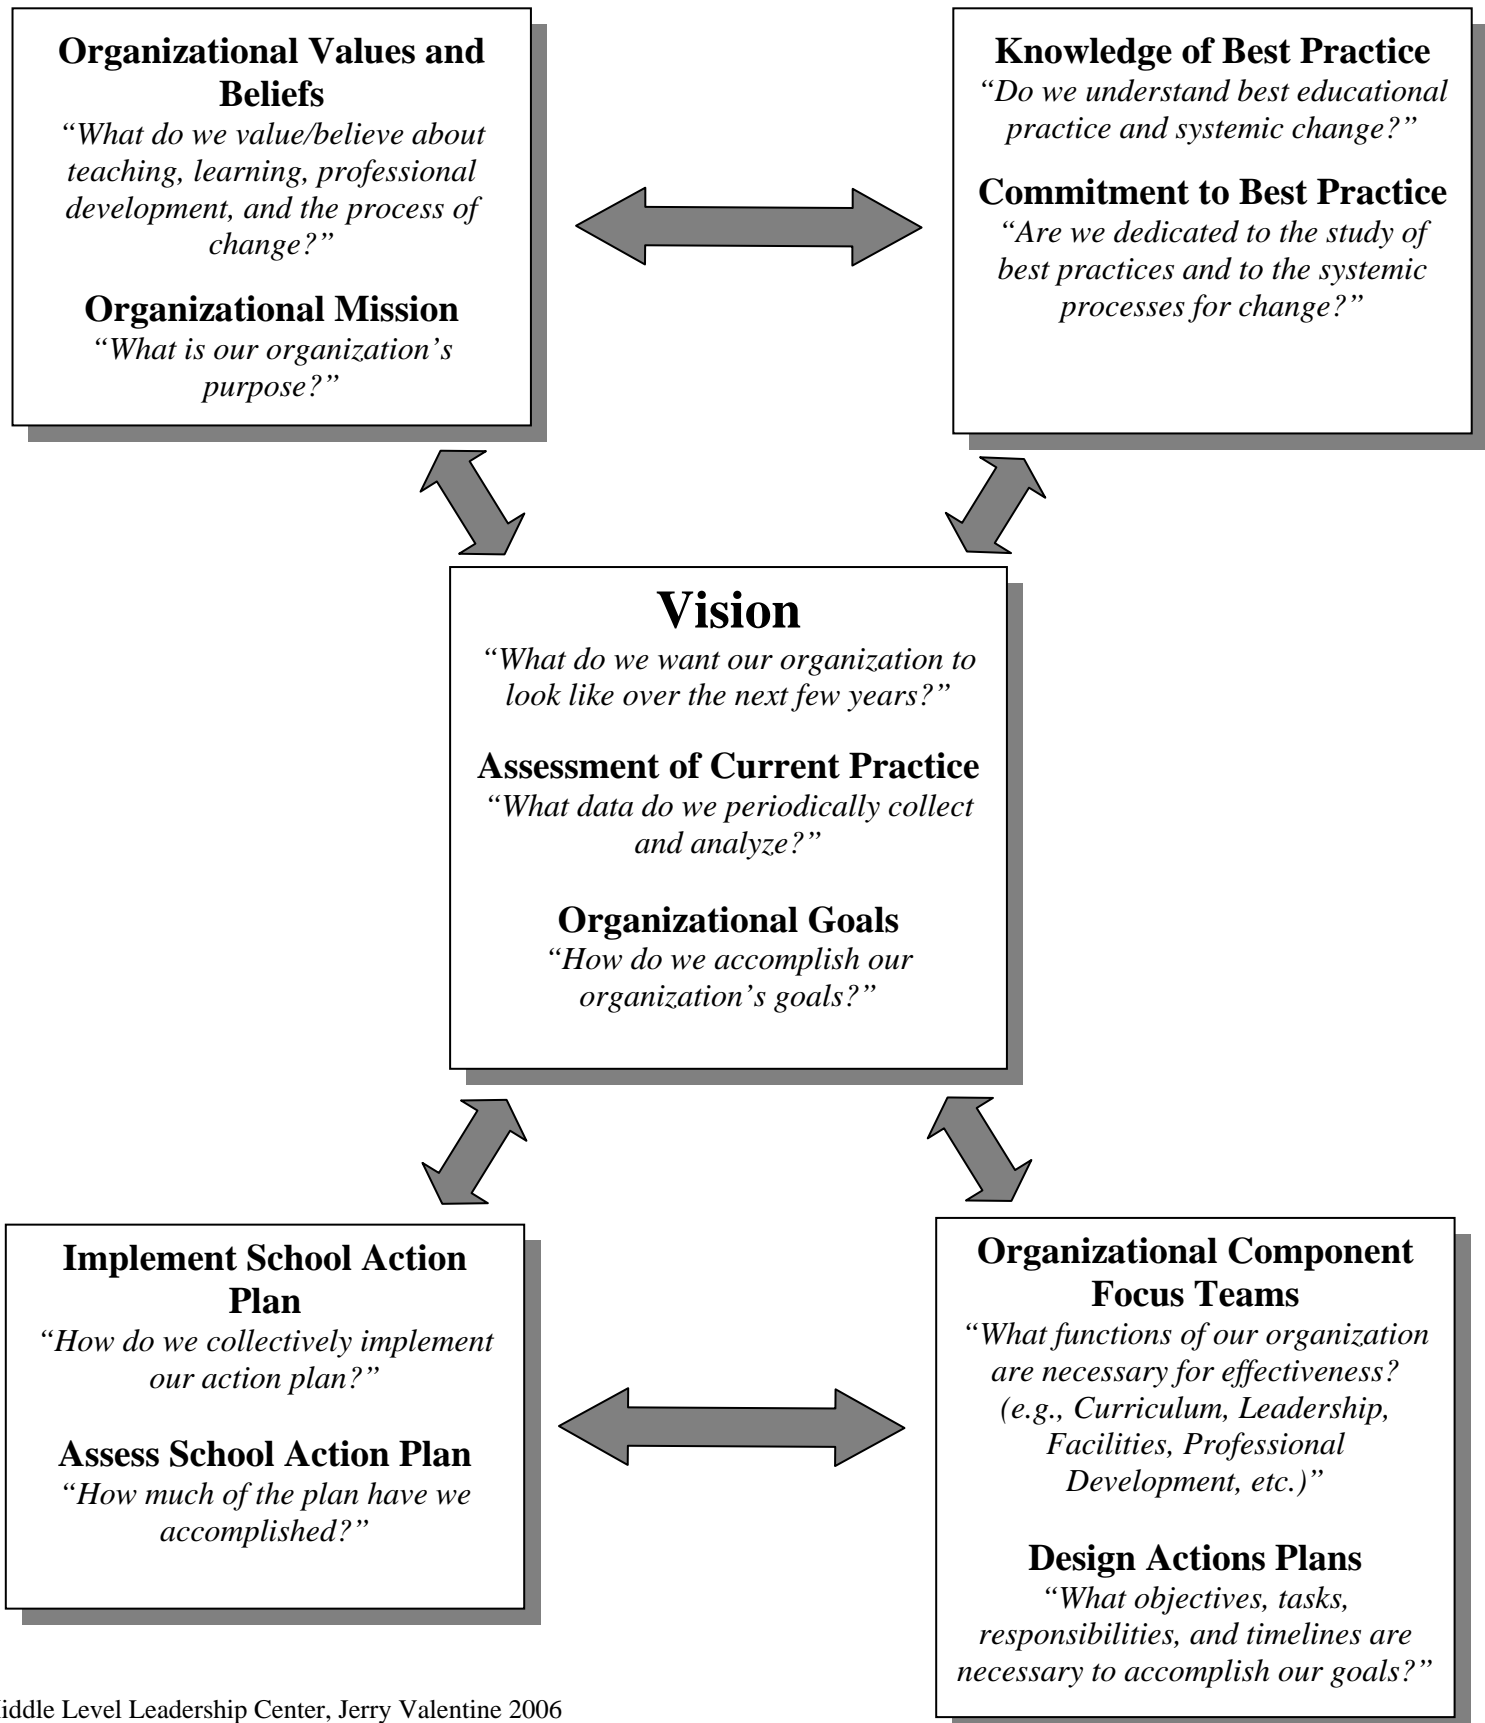 Organizational Values and
Beliefs
“What do we value/believe about
teaching, learning, professional
development, and the process of
change?”
Organizational Mission
“What is our organization’s
purpose?”
Knowledge of Best Practice
“Do we understand best educational
practice and systemic change?”
Commitment to Best Practice
“Are we dedicated to the study of
best practices and to the systemic
processes for change?”
Vision
“What do we want our organization to
look like over the next few years?”
Assessment of Current Practice
“What data do we periodically collect
and analyze?”
Organizational Goals
“How do we accomplish our
organization’s goals?”
Implement School Action
Plan
“How do we collectively implement
our action plan?”
Assess School Action Plan
“How much of the plan have we
accomplished?”
Organizational Component
Focus Teams
“What functions of our organization
are necessary for effectiveness?
(e.g., Curriculum, Leadership,
Facilities, Professional
Development, etc.)”
Design Actions Plans
“What objectives, tasks,
responsibilities, and timelines are
necessary to accomplish our goals?”
iddle Level Leadership Center, Jerry Valentine 2006